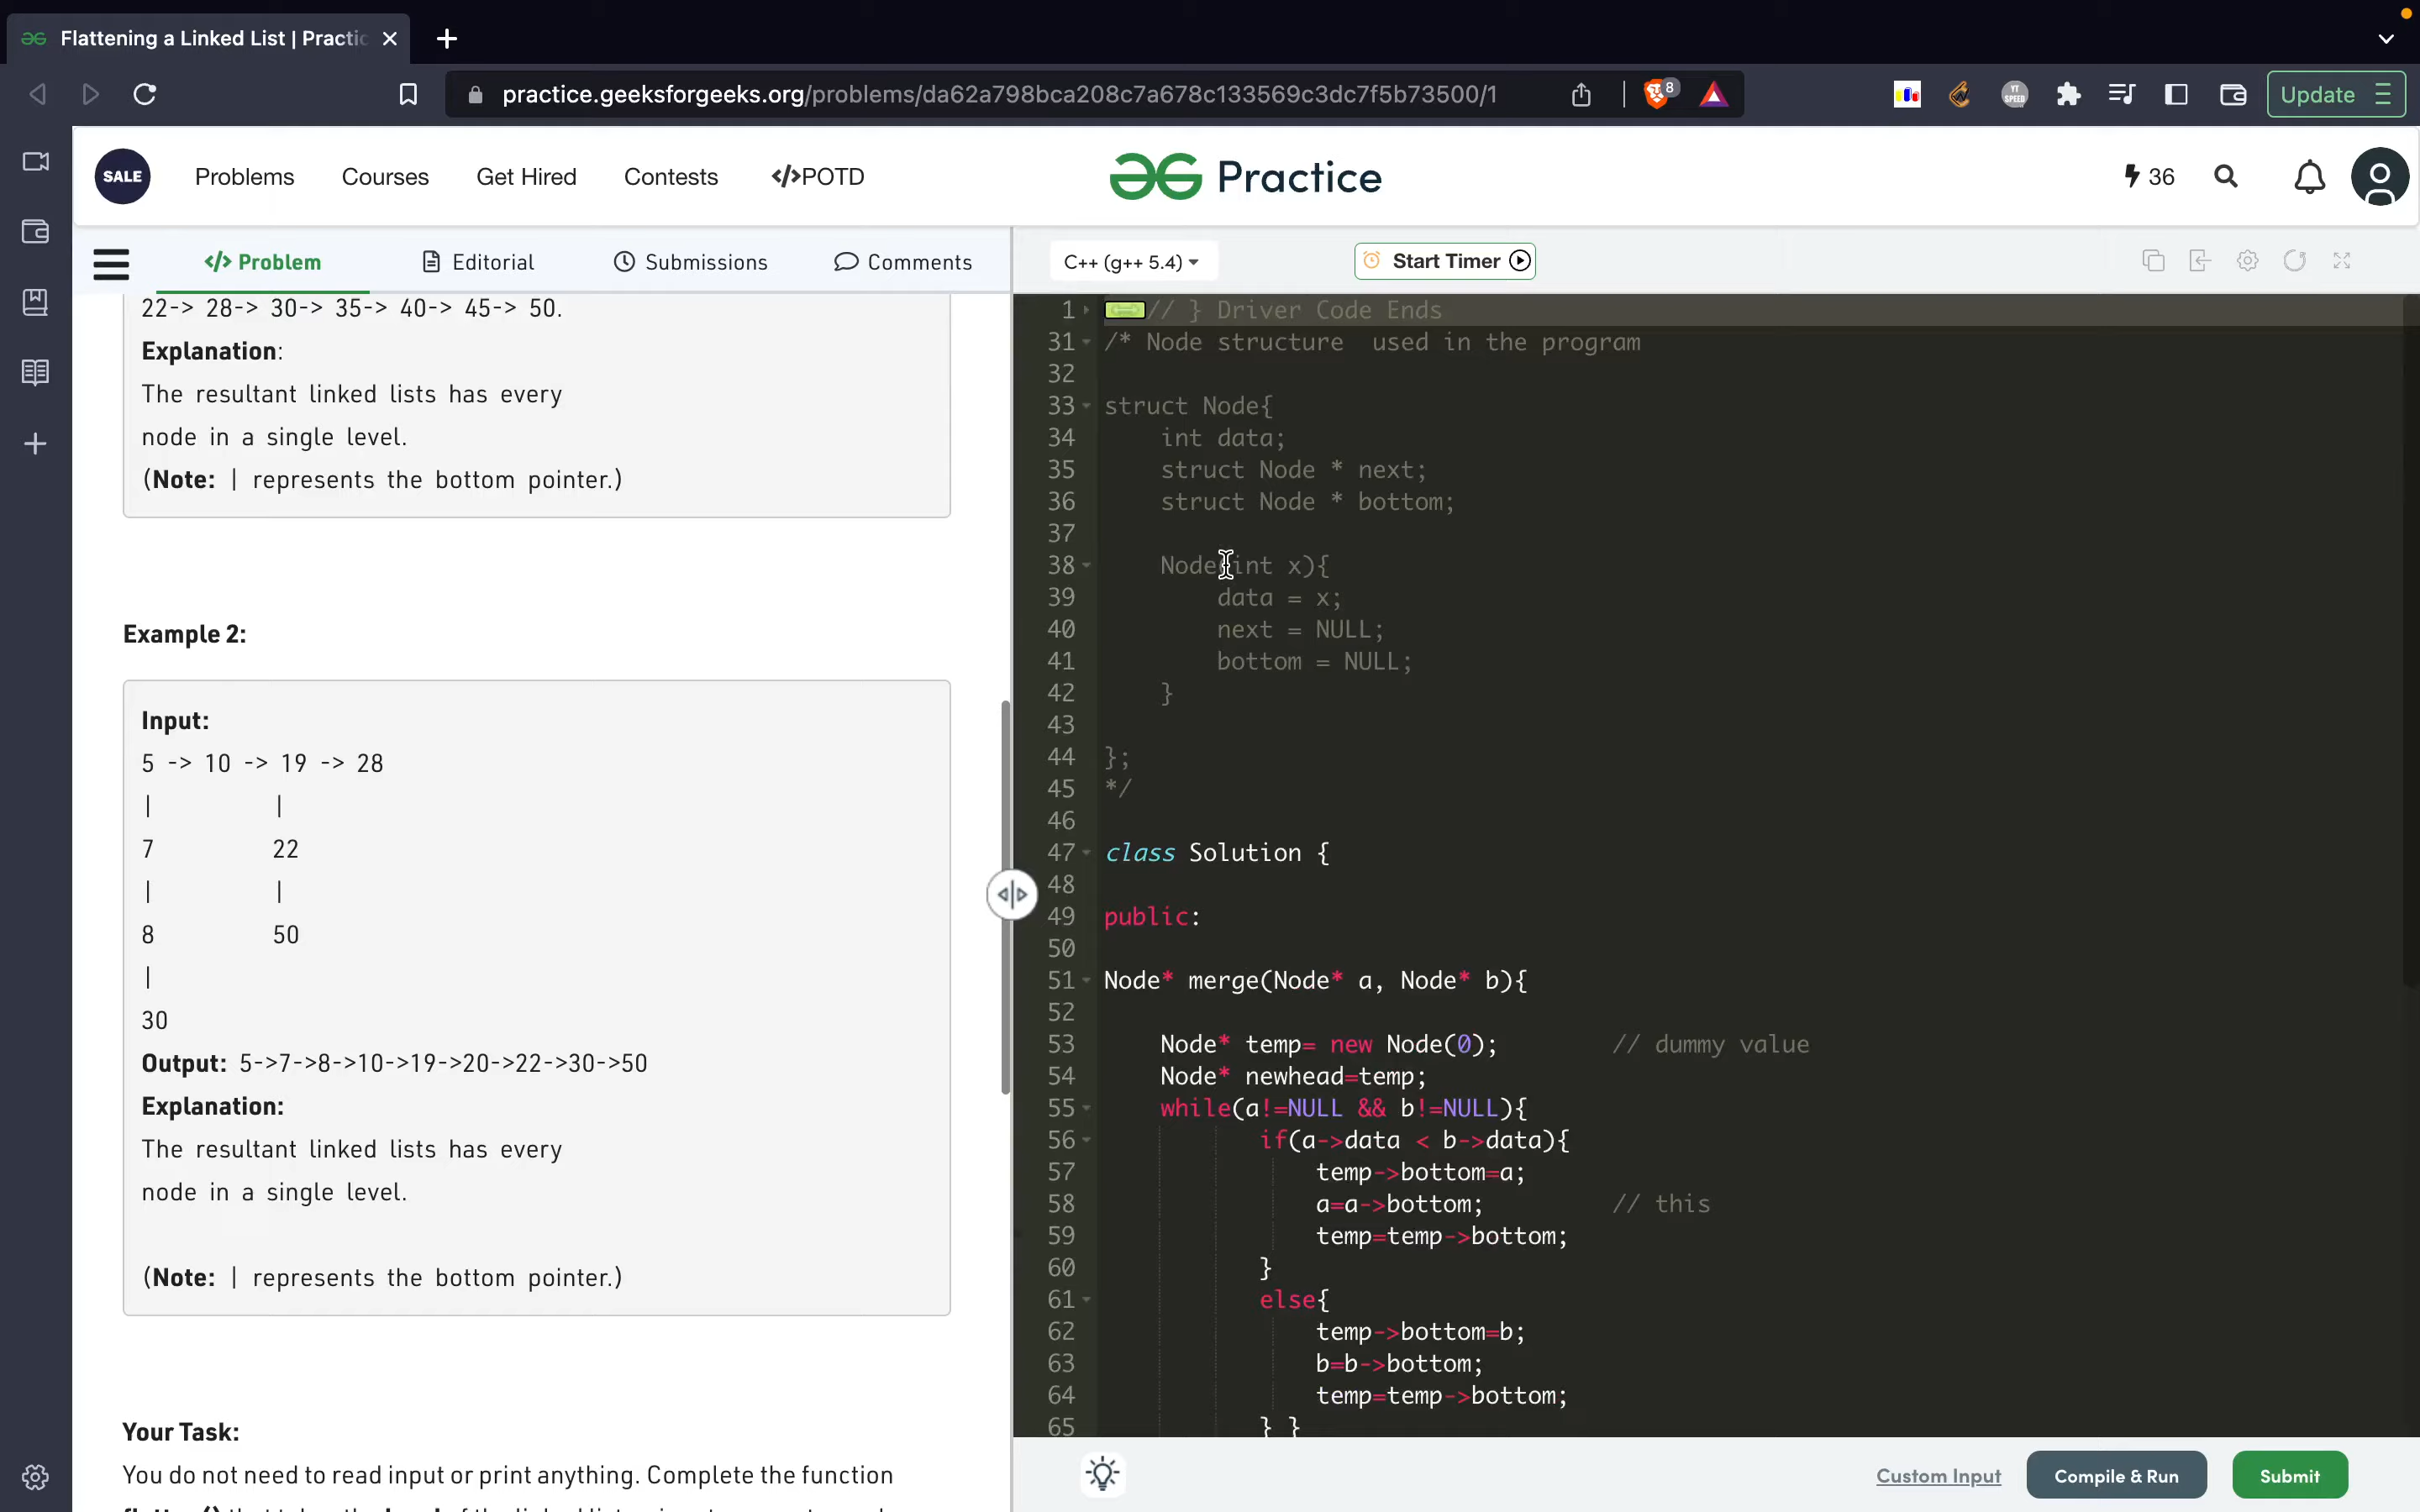 Flattening a Linked List | Practic
practice.geeksforgeeks.org/problems/da62a798bca208c7a678c133569c3dc7f5b73500/1
8
YT SPEED
Update
SALE
Problems
Courses
Get Hired
Contests
</>POTD
Practice
36
</> Problem
Editorial
Submissions
Comments
C++ (g++ 5.4)
Start Timer
22-> 28-> 30-> 35-> 40-> 45-> 50.
Explanation:
The resultant linked lists has every
node in a single level.
(Note: | represents the bottom pointer.)
Example 2:
Input:
5 -> 10 -> 19 -> 28
| |
7 22
| |
8 50
|
30
Output: 5->7->8->10->19->20->22->30->50
Explanation:
The resultant linked lists has every
node in a single level.
(Note: | represents the bottom pointer.)
Your Task:
You do not need to read input or print anything. Complete the function
1 // } Driver Code Ends
31 /* Node structure  used in the program
32
33 struct Node{
34     int data;
35     struct Node * next;
36     struct Node * bottom;
37
38     Node(int x){
39         data = x;
40         next = NULL;
41         bottom = NULL;
42     }
43
44 };
45 */
46
47 class Solution {
48
49 public:
50
51 Node* merge(Node* a, Node* b){
52
53     Node* temp= new Node(0);        // dummy value
54     Node* newhead=temp;
55     while(a!=NULL && b!=NULL){
56            if(a->data < b->data){
57                temp->bottom=a;
58                a=a->bottom;         // this
59                temp=temp->bottom;
60            }
61            else{
62                temp->bottom=b;
63                b=b->bottom;
64                temp=temp->bottom;
65            } }
Custom Input
Compile & Run
Submit